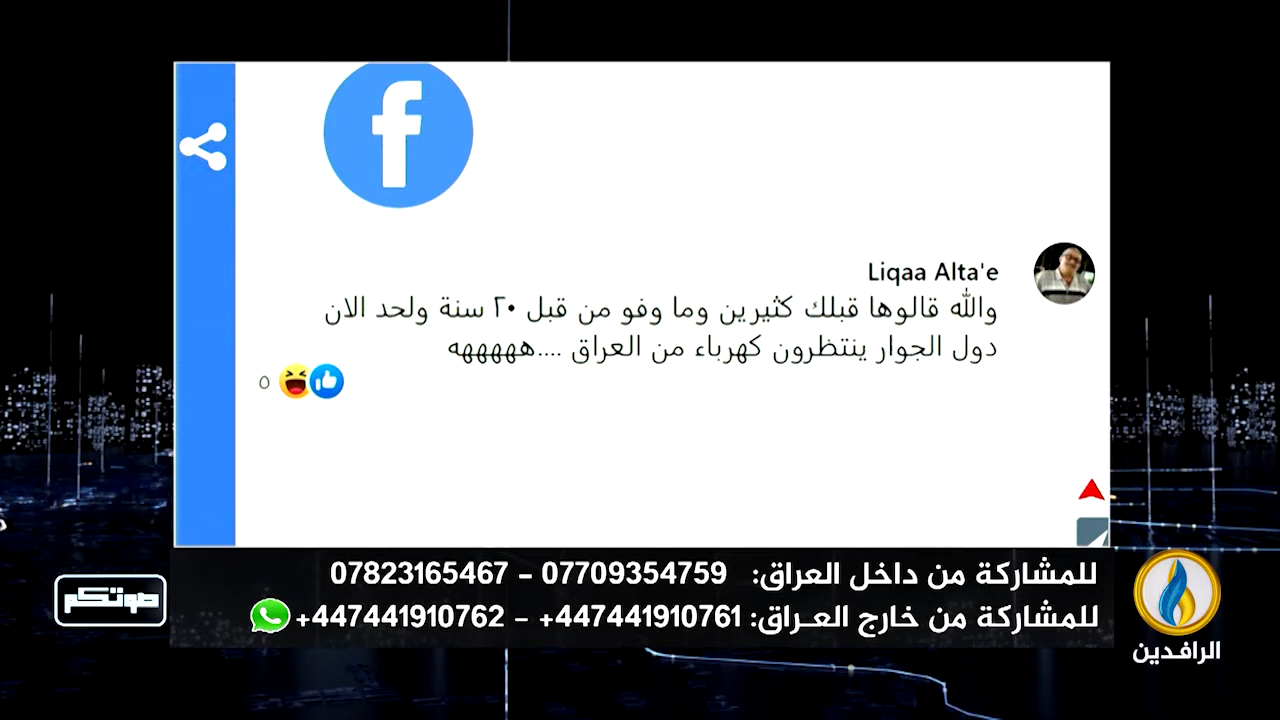 Liqaa Alta'e
والله قالوها قبلك كثيرين وما وفو من قبل ٢٠ سنة ولحد الان
دول الجوار ينتظرون كهرباء من العراق ....هههههه
٥
للمشاركة من داخل العراق: 07709354759 - 07823165467
للمشاركة من خارج العـراق: 447441910761+ - 447441910762+
صوتكم
الرافدين